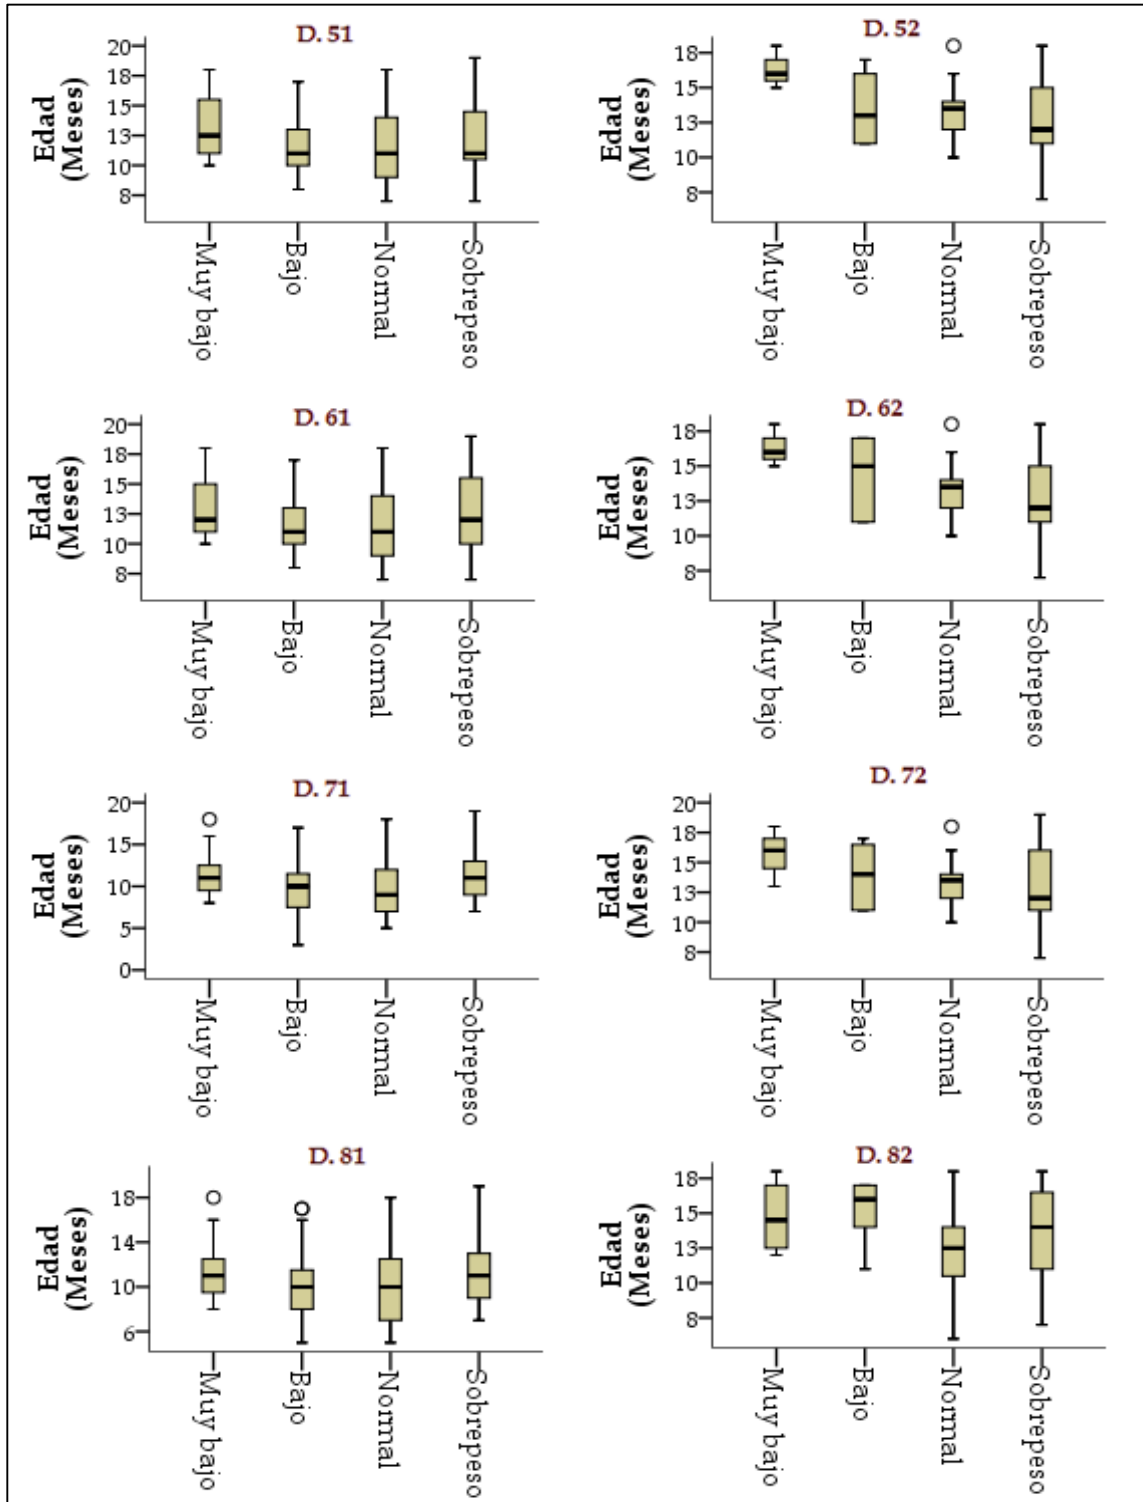 D. 51
Edad
(Meses)
20
18
15
13
10
8
Muy bajo
Bajo
Normal
Sobrepeso
D. 52
Edad
(Meses)
18
15
13
10
8
Muy bajo
Bajo
Normal
Sobrepeso
D. 61
Edad
(Meses)
20
18
15
13
10
8
Muy bajo
Bajo
Normal
Sobrepeso
D. 62
Edad
(Meses)
18
15
13
10
8
Muy bajo
Bajo
Normal
Sobrepeso
D. 71
Edad
(Meses)
20
15
10
5
0
Muy bajo
Bajo
Normal
Sobrepeso
D. 72
Edad
(Meses)
20
18
15
13
10
8
Muy bajo
Bajo
Normal
Sobrepeso
D. 81
Edad
(Meses)
18
14
10
6
Muy bajo
Bajo
Normal
Sobrepeso
D. 82
Edad
(Meses)
18
15
13
10
8
Muy bajo
Bajo
Normal
Sobrepeso